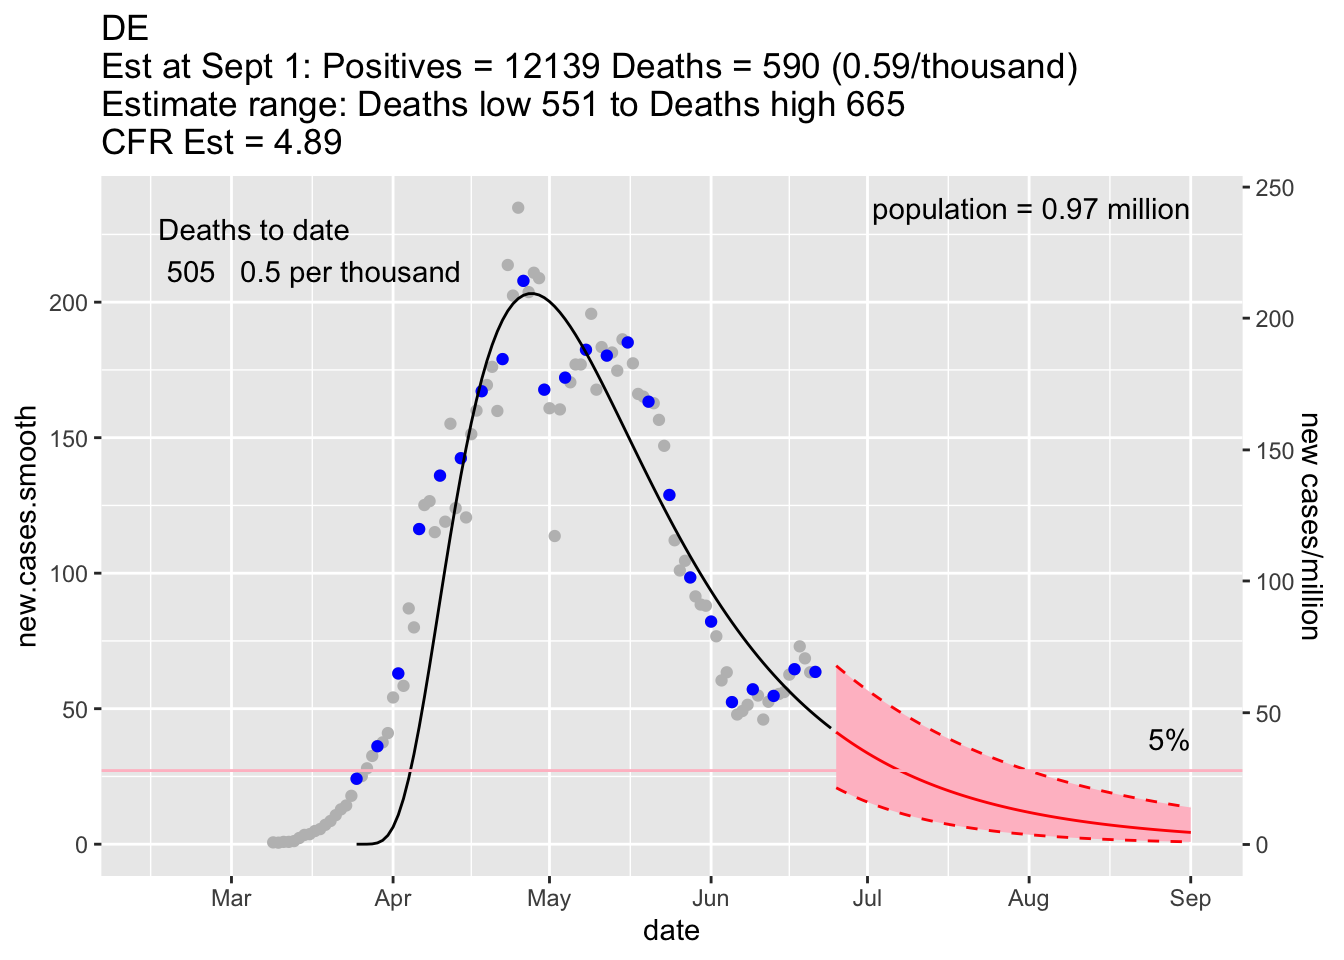 DE
Est at Sept 1: Positives = 12139 Deaths = 590 (0.59/thousand)
Estimate range: Deaths low 551 to Deaths high 665
CFR Est = 4.89
Deaths to date
505 0.5 per thousand
population = 0.97 million
5%
new.cases.smooth
200
150
100
50
0
250
200
150
100
50
0
new cases/million
Mar Apr May Jun Jul Aug Sep
date